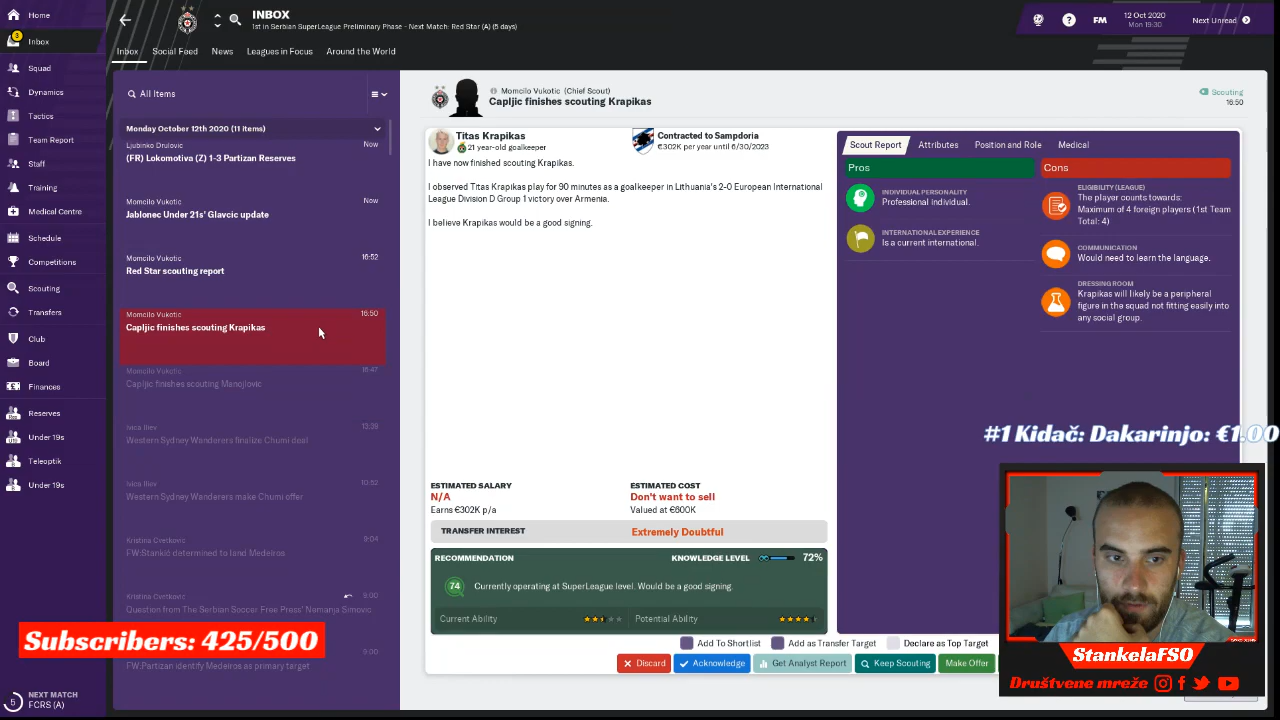 Home
3
Inbox
Squad
Dynamics
Tactics
Team Report
Staff
Training
Medical Centre
Schedule
Competitions
Scouting
Transfers
Club
Board
Finances
Reserves
Under 19s
Teleoptik
Under 19s
5
NEXT MATCH
FCRS (A)
INBOX
1st in Serbian SuperLeague Preliminary Phase - Next Match: Red Star (A) (5 days)
?
FM
12 Oct 2020
Mon 19:30
Next Unread
Inbox
Social Feed
News
Leagues in Focus
Around the World
All Items
Monday October 12th 2020 (11 items)
Ljubinko Drulovic
Now
(FR) Lokomotiva (Z) 1-3 Partizan Reserves
Momcilo Vukotic
Now
Jablonec Under 21s' Glavcic update
Momcilo Vukotic
16:52
Red Star scouting report
Momcilo Vukotic
16:50
Capljic finishes scouting Krapikas
Momcilo Vukotic
16:47
Capljic finishes scouting Manojlovic
Ivica Iliev
13:39
Western Sydney Wanderers finalize Chumi deal
Ivica Iliev
10:52
Western Sydney Wanderers make Chumi offer
Kristina Cvetkovic
9:04
FW:Stankić determined to land Medeiros
Kristina Cvetkovic
9:00
Question from The Serbian Soccer Free Press' Nemanja Simovic
9:00
FW:Partizan identify Medeiros as primary target
Subscribers: 425/500
Momcilo Vukotic (Chief Scout)
Capljic finishes scouting Krapikas
Scouting
16:50
Titas Krapikas
21 year-old goalkeeper
Contracted to Sampdoria
€302K per year until 6/30/2023
I have now finished scouting Krapikas.
I observed Titas Krapikas play for 90 minutes as a goalkeeper in Lithuania's 2-0 European International
League Division D Group 1 victory over Armenia.
I believe Krapikas would be a good signing.
ESTIMATED SALARY
N/A
Earns €302K p/a
ESTIMATED COST
Don't want to sell
Valued at €600K
TRANSFER INTEREST
Extremely Doubtful
RECOMMENDATION
KNOWLEDGE LEVEL
72%
74
Currently operating at SuperLeague level. Would be a good signing.
Current Ability
Potential Ability
Add To Shortlist
Add as Transfer Target
Declare as Top Target
Discard
Acknowledge
Get Analyst Report
Keep Scouting
Make Offer
Scout Report
Attributes
Position and Role
Medical
Pros
INDIVIDUAL PERSONALITY
Professional individual.
INTERNATIONAL EXPERIENCE
Is a current international.
Cons
ELIGIBILITY (LEAGUE)
The player counts towards:
Maximum of 4 foreign players (1st Team
Total: 4)
COMMUNICATION
Would need to learn the language.
DRESSING ROOM
Krapikas will likely be a peripheral
figure in the squad not fitting easily into
any social group.
#1 Kidač: Dakarinjo: €1.00
StankelaFSO
Društvene mreže